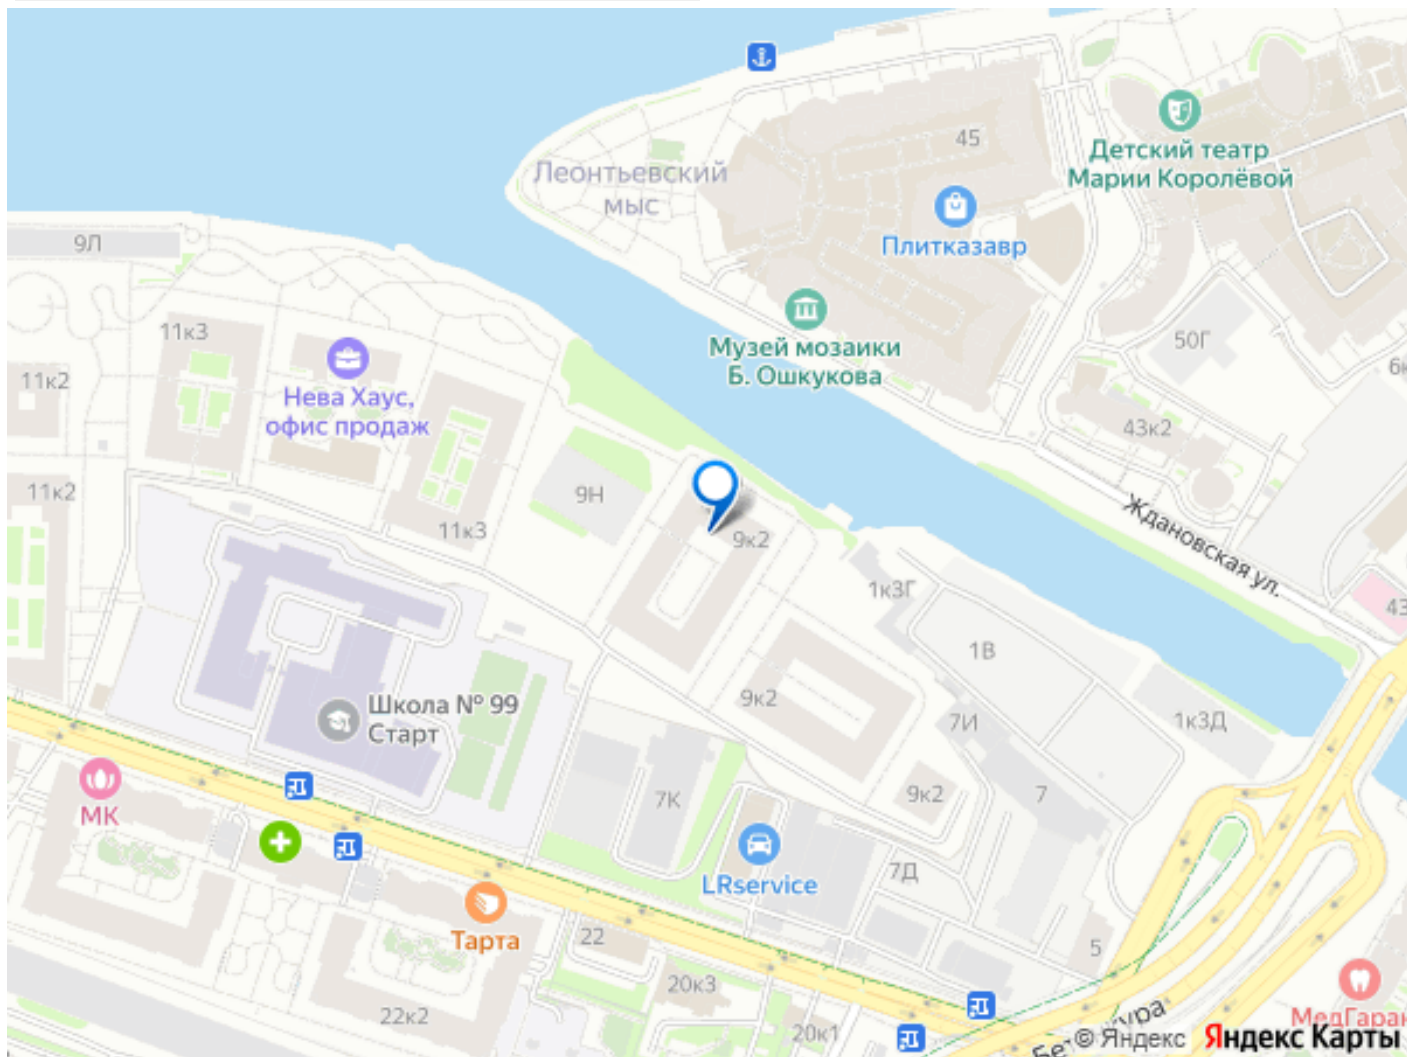 45
Детский театр
Марии Королёвой
Леонтьевский
мыс
Плитказавр
9Л
11к3
Музей мозаики
Б. Ошкукова
50Г
11к2
Нева Хаус,
офис продаж
43к2
11к2
9Н
11к3
9к2
Ждановская ул.
1к3Г
43
1В
Школа № 99
Старт
9к2
7И
1к3Д
МК
7К
9к2
7
LRservice
7Д
Тарта
22
5
20к3
22к2
20к1
МедГаран
© Яндекс
Яндекс Карты